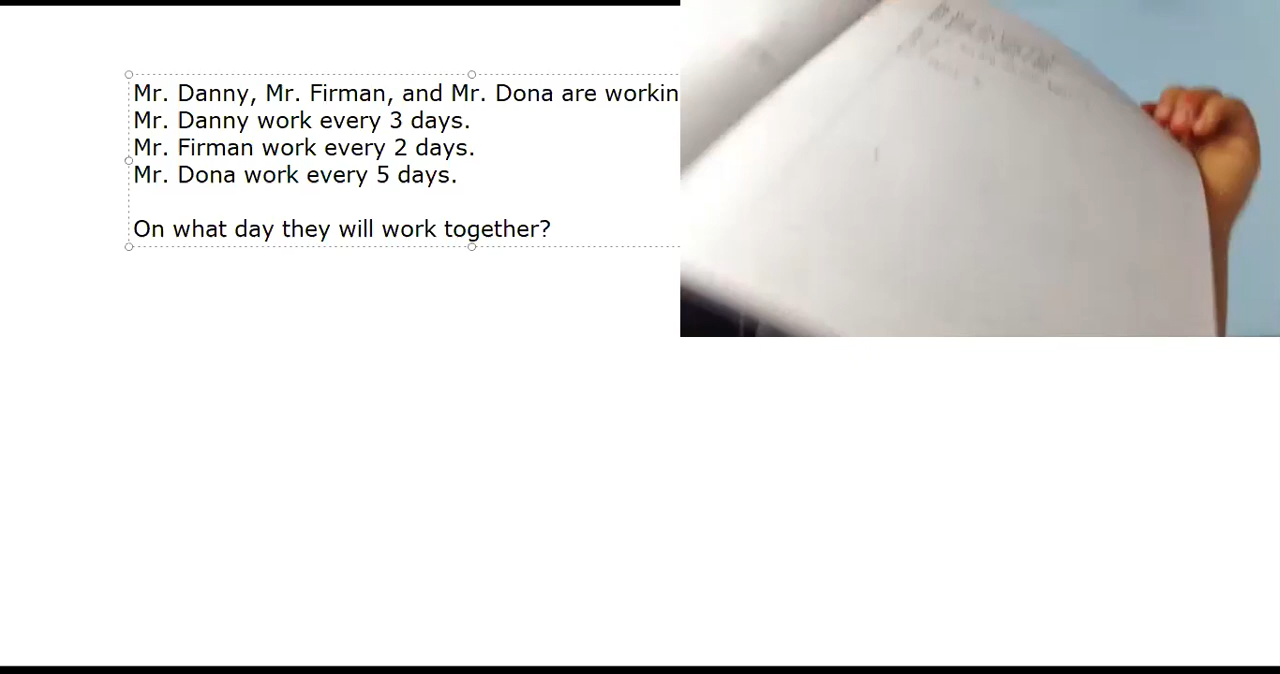 Mr. Danny, Mr. Firman, and Mr. Dona are workin
Mr. Danny work every 3 days.
Mr. Firman work every 2 days.
Mr. Dona work every 5 days.
On what day they will work together?